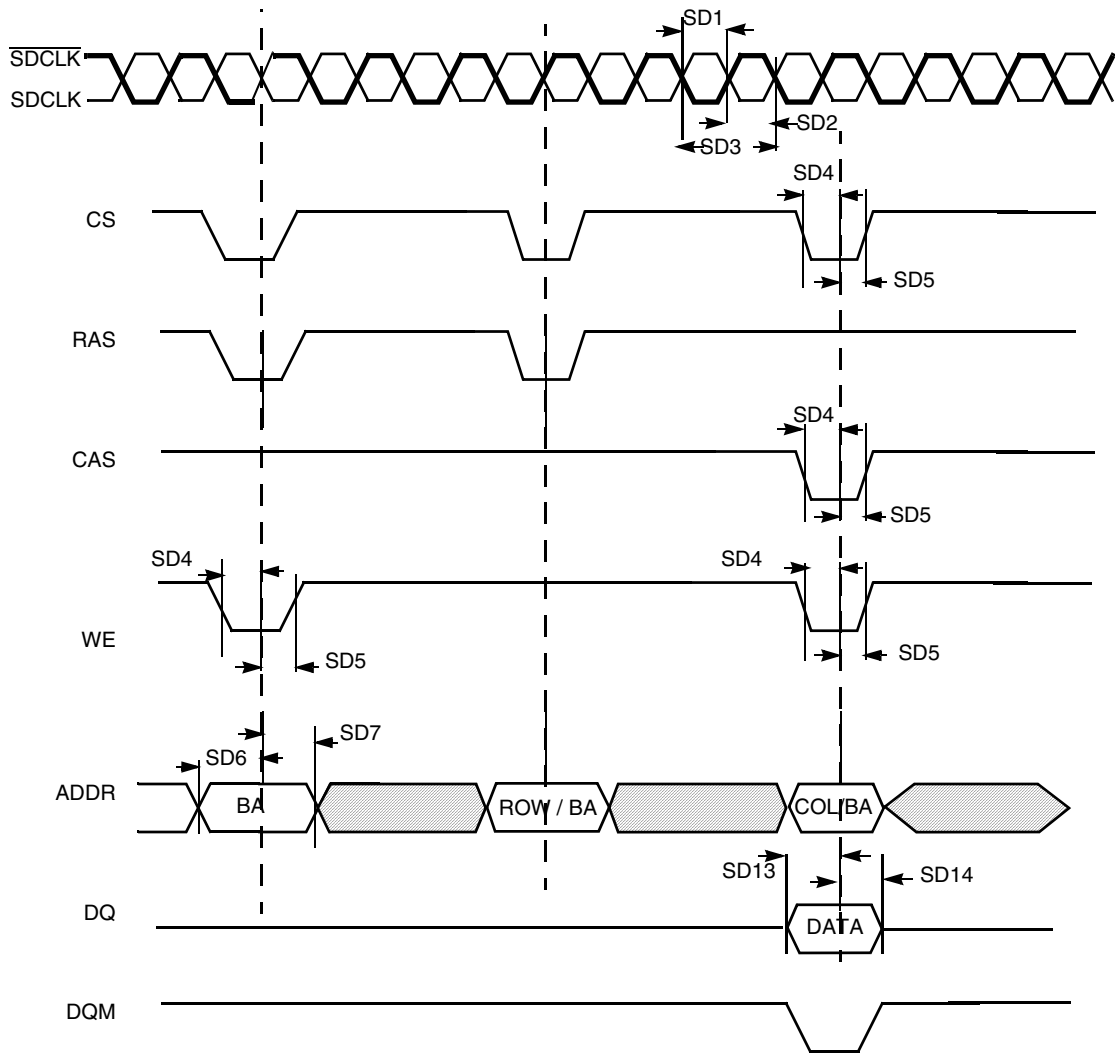 SD1
SDCLK
SDCLK
SD2
SD3
SD4
CS
SD5
RAS
SD4
CAS
SD5
SD4
SD4
WE
SD5
SD5
SD7
SD6
ADDR
BA
ROW / BA
COL/BA
SD13
SD14
DQ
DATA
DQM